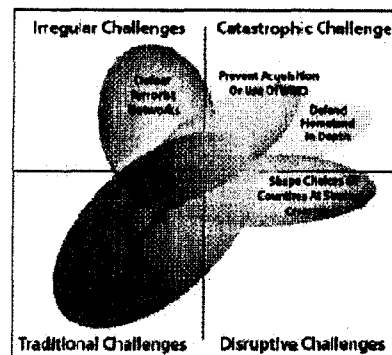 Irregular Challenges
Catastrophic Challenge
Defeat
Terrorist
Networks
Prevent Acquisition
Or Use Of WMD
Defend
Homeland
In Depth
Shape Choices
Countries At
Traditional Challenges
Disruptive Challenges